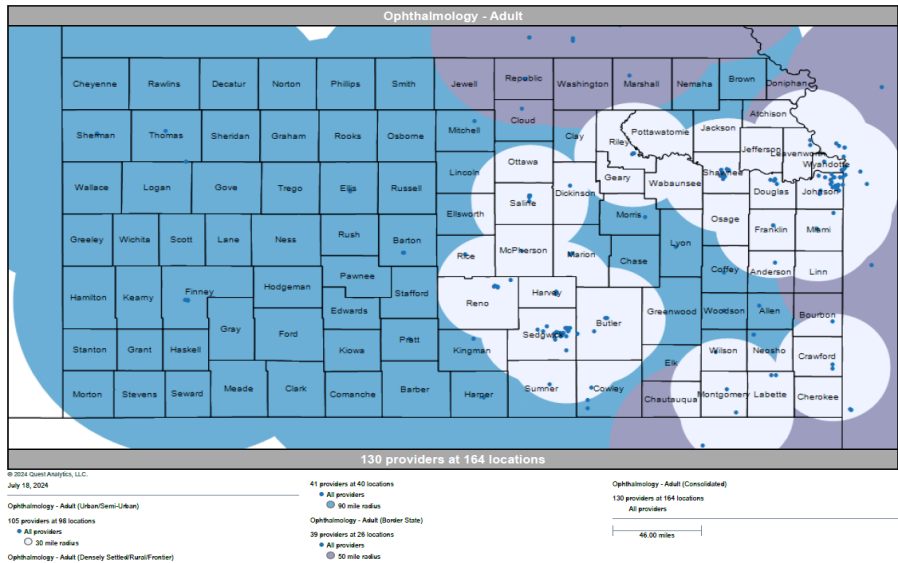 Ophthalmology - Adult
Cheyenne Rawlins Decatur Norton Phillips Smith Jewell Republic Washington Marshall Nemaha Brown Doniphan
Sherman Thomas Sheridan Graham Rooks Osborne Mitchell Cloud Clay Riley Pottawatomie Jackson Atchison
Jefferson Leavenworth Wyandotte
Wallace Logan Gove Trego Ellis Russell Lincoln Ottawa Saline Dickinson Geary Wabaunsee Shawnee Douglas Johnson
Greeley Wichita Scott Lane Ness Rush Barton Ellsworth McPherson Marion Morris Osage Franklin Miami
Rice Chase Lyon Coffey Anderson Linn
Hamilton Kearny Finney Hodgeman Pawnee Stafford Reno Harvey
Gray Ford Edwards Sedgwick Butler Greenwood Woodson Allen Bourbon
Stanton Grant Haskell Kiowa Pratt Kingman Elk Wilson Neosho Crawford
Morton Stevens Seward Meade Clark Comanche Barber Harper Sumner Cowley Chautauqua Montgomery Labette Cherokee
130 providers at 164 locations
© 2024 Quest Analytics, LLC.
July 18, 2024
Ophthalmology - Adult (Urban/Semi-Urban)
105 providers at 98 locations
All providers
30 mile radius
Ophthalmology - Adult (Densely Settled/Rural/Frontier)
41 providers at 40 locations
All providers
90 mile radius
Ophthalmology - Adult (Border State)
39 providers at 26 locations
All providers
50 mile radius
Ophthalmology - Adult (Consolidated)
130 providers at 164 locations
All providers
46.00 miles